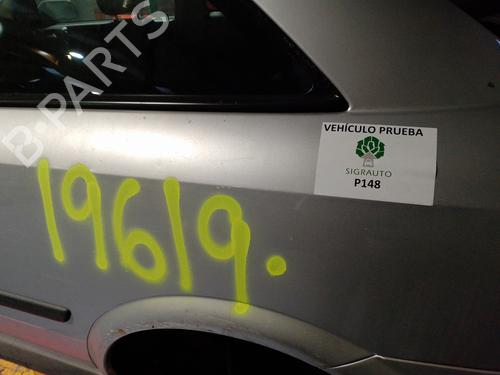 B-PARTS
VEHÍCULO PRUEBA
SIGRAUTO
P148
19619.